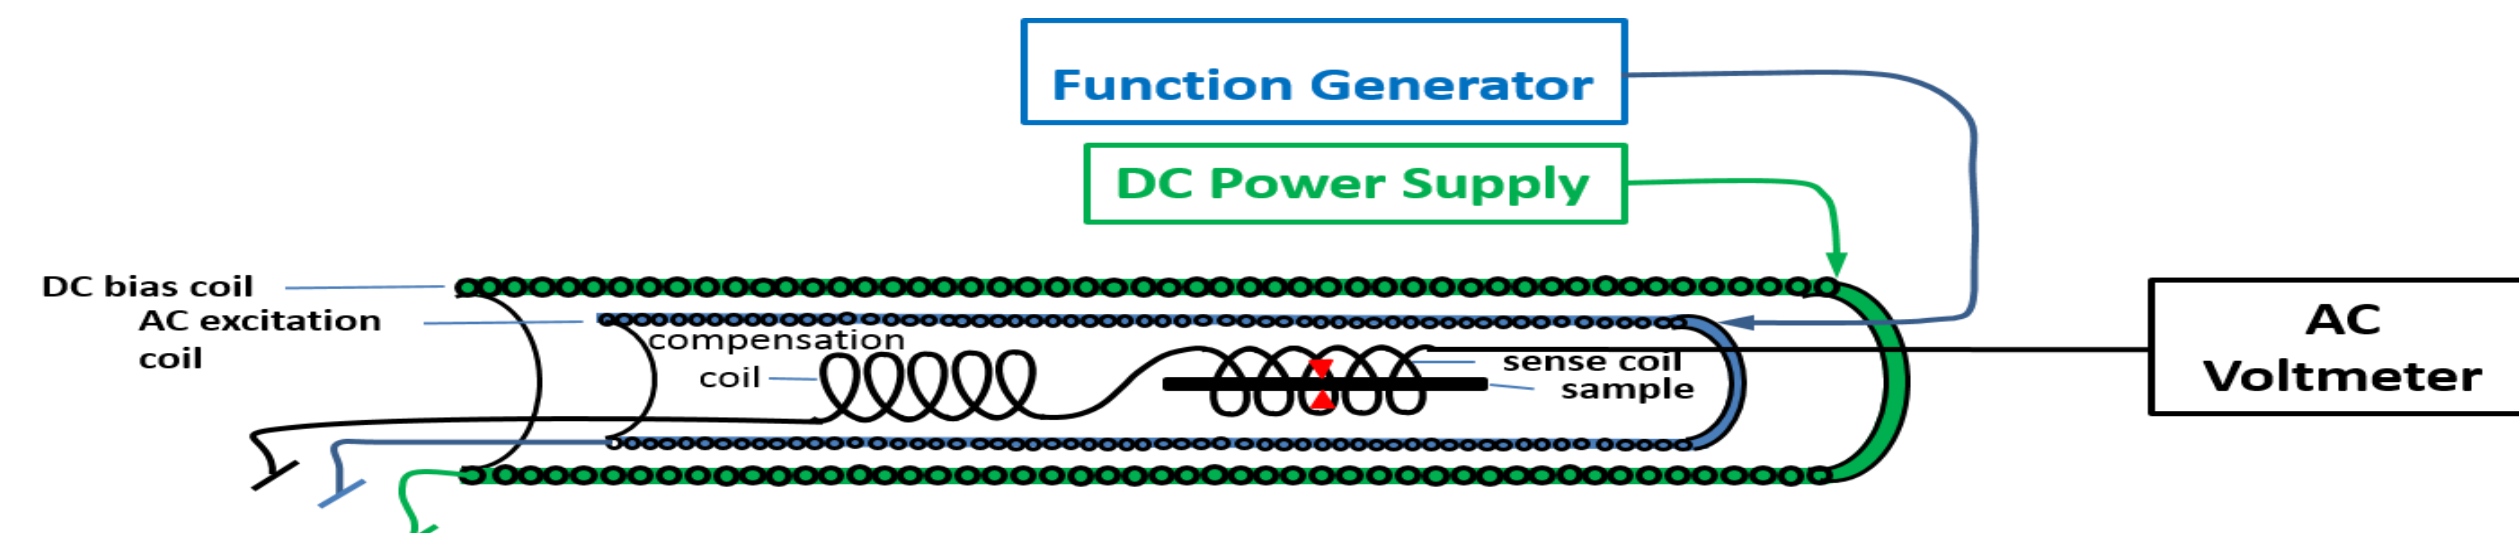 Function Generator
DC Power Supply
DC bias coil
AC excitation
coil
compensation
coil
sense coil
sample
AC
Voltmeter